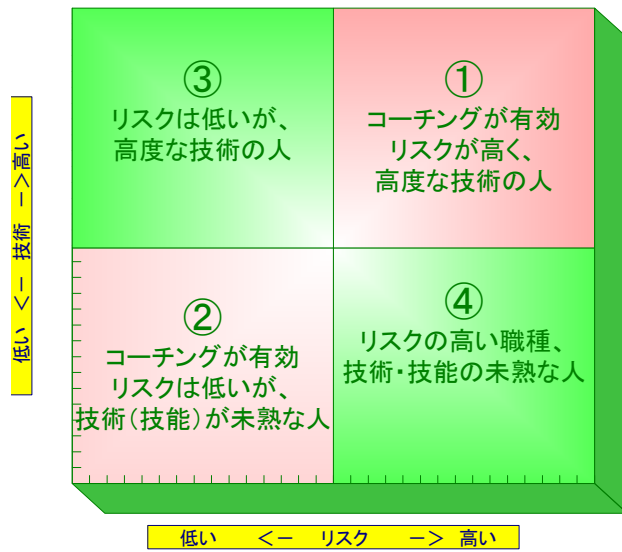 ③
リスクは低いが、
高度な技術の人
①
コーチングが有効
リスクが高く、
高度な技術の人
②
コーチングが有効
リスクは低いが、
技術(技能)が未熟な人
④
リスクの高い職種、
技術・技能の未熟な人
低い <− 技術 −>高い
低い <− リスク −> 高い